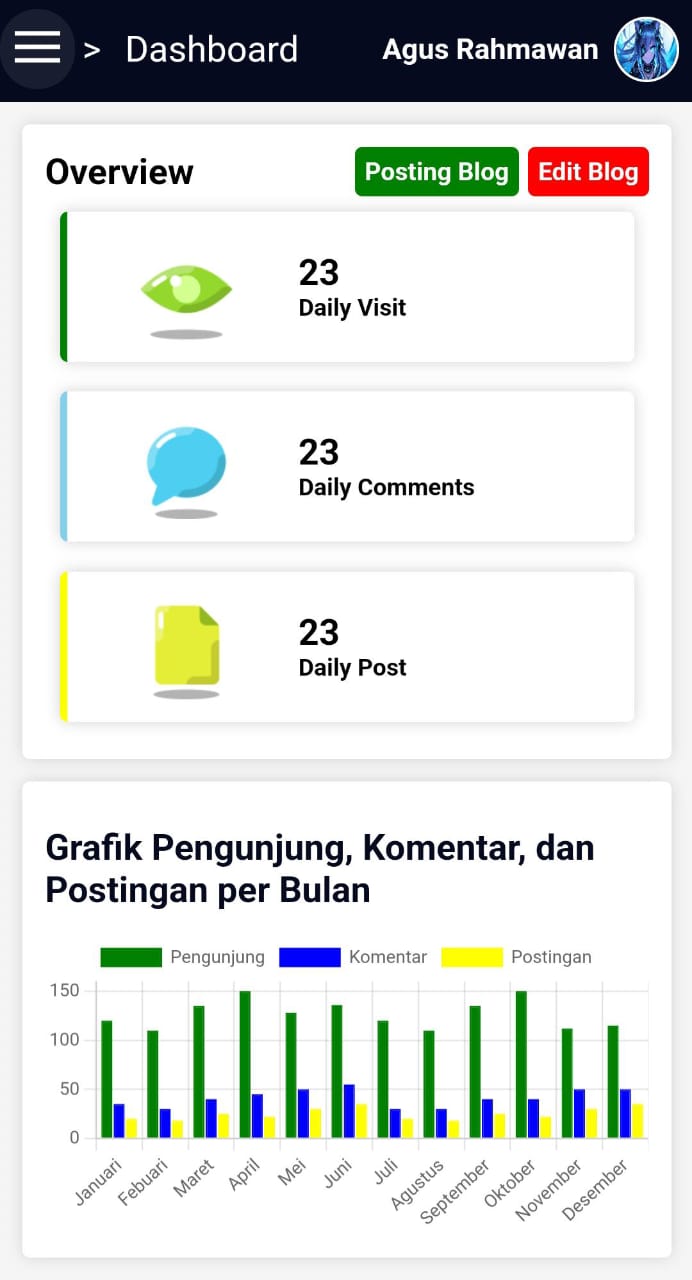 > Dashboard Agus Rahmawan
Overview Posting Blog Edit Blog
23
Daily Visit
23
Daily Comments
23
Daily Post
Grafik Pengunjung, Komentar, dan
Postingan per Bulan
Pengunjung Komentar Postingan
150
100
50
0
Januari Febuari Maret April Mei Juni Juli Agustus September Oktober November Desember